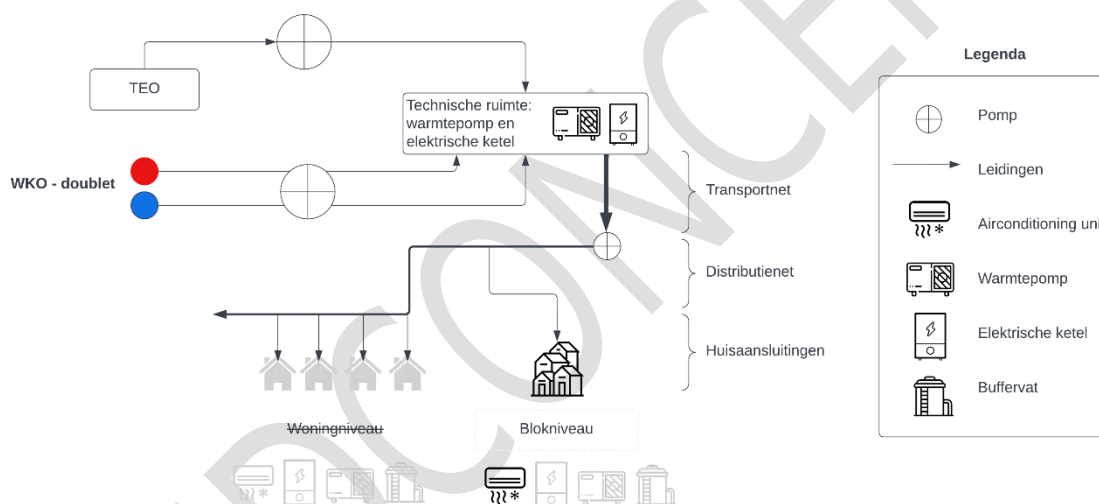 TEO
Technische ruimte:
warmtepomp en
elektrische ketel
WKO - doublet
Transportnet
Distributienet
Huisaansluitingen
Woningniveau
Blokniveau
Legenda
Pomp
Leidingen
Airconditioning uni
Warmtepomp
Elektrische ketel
Buffervat
DCONCE